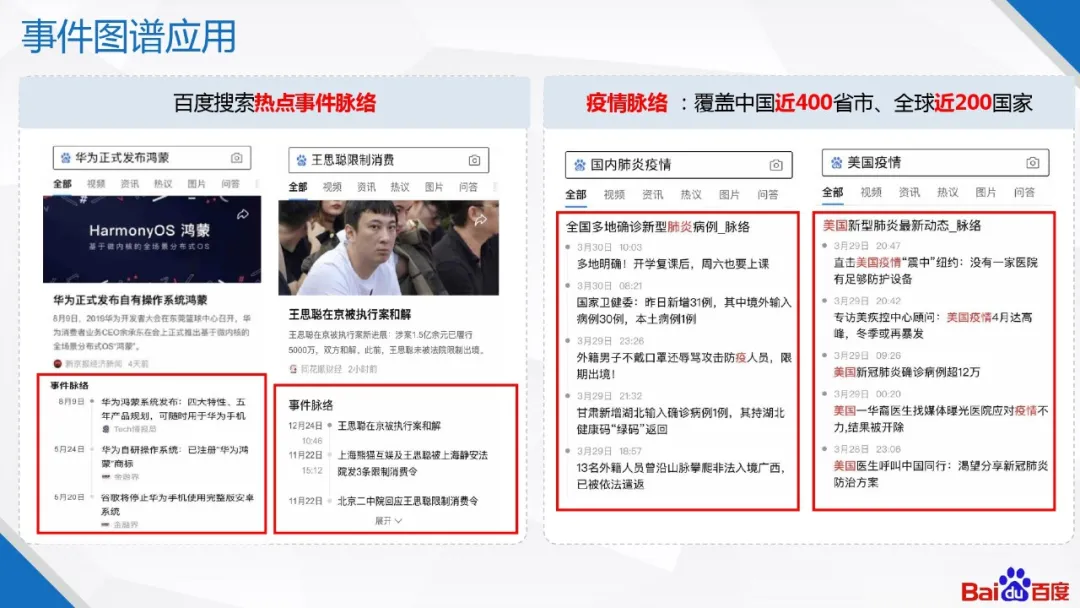 事件图谱应用
百度搜索热点事件脉络
华为正式发布鸿蒙
全部 视频 资讯 热议 图片 问答
HarmonyOS 鸿蒙
基于微内核的全场景分布式OS
华为正式发布自有操作系统鸿蒙
8月9日，2019华为开发者大会在东莞篮球中心召开，华
为消费者业务CEO余承东在会上正式推出基于微内核的
全场景分布式OS“鸿蒙”。
新京报经济新闻 4天前
事件脉络
8月9日 华为鸿蒙系统发布：四大特性、五
年产品规划，可随时用于华为手机
Tech情报局
5月24日 华为自研操作系统：已注册“华为鸿
蒙”商标
金融界
5月20日 谷歌将停止华为手机使用完整版安卓
系统
金融界
王思聪限制消费
全部 视频 资讯 热议 图片 问答
王思聪在京被执行案和解
王思聪在京被执行案新进展：涉案1.5亿余元已履行
5000万，双方和解。此前，王思聪未被法院限制出境。
同花顺财经 2小时前
事件脉络
12月24日 王思聪在京被执行案和解
10:46
11月22日 上海熊猫互娱及王思聪被上海静安法
15:12 院发3条限制消费令
11月22日 北京二中院回应王思聪限制消费令
展开
疫情脉络 ：覆盖中国近400省市、全球近200国家
国内肺炎疫情
全部 视频 资讯 热议 图片 问答
全国多地确诊新型肺炎病例_脉络
3月30日 10:03
多地明确！开学复课后，周六也要上课
3月30日 08:21
国家卫健委：昨日新增31例，其中境外输入
病例30例，本土病例1例
3月29日 23:26
外籍男子不戴口罩还辱骂攻击防疫人员，限
期出境！
3月29日 21:32
甘肃新增湖北输入确诊病例1例，其持湖北
健康码“绿码”返回
3月29日 18:57
13名外籍人员曾沿山脉攀爬非法入境广西，
已被依法遣返
美国疫情
全部 视频 资讯 热议 图片 问答
美国新型肺炎最新动态_脉络
3月29日 20:47
直击美国疫情“震中”纽约：没有一家医院
有足够防护设备
3月29日 20:42
专访美疾控中心顾问：美国疫情4月达高
峰，冬季或再暴发
3月29日 09:26
美国新冠肺炎确诊病例超12万
3月29日 00:20
美国一华裔医生找媒体曝光医院应对疫情不
力,结果被开除
3月28日 23:06
美国医生呼叫中国同行：渴望分享新冠肺炎
防治方案
Bai du 百度